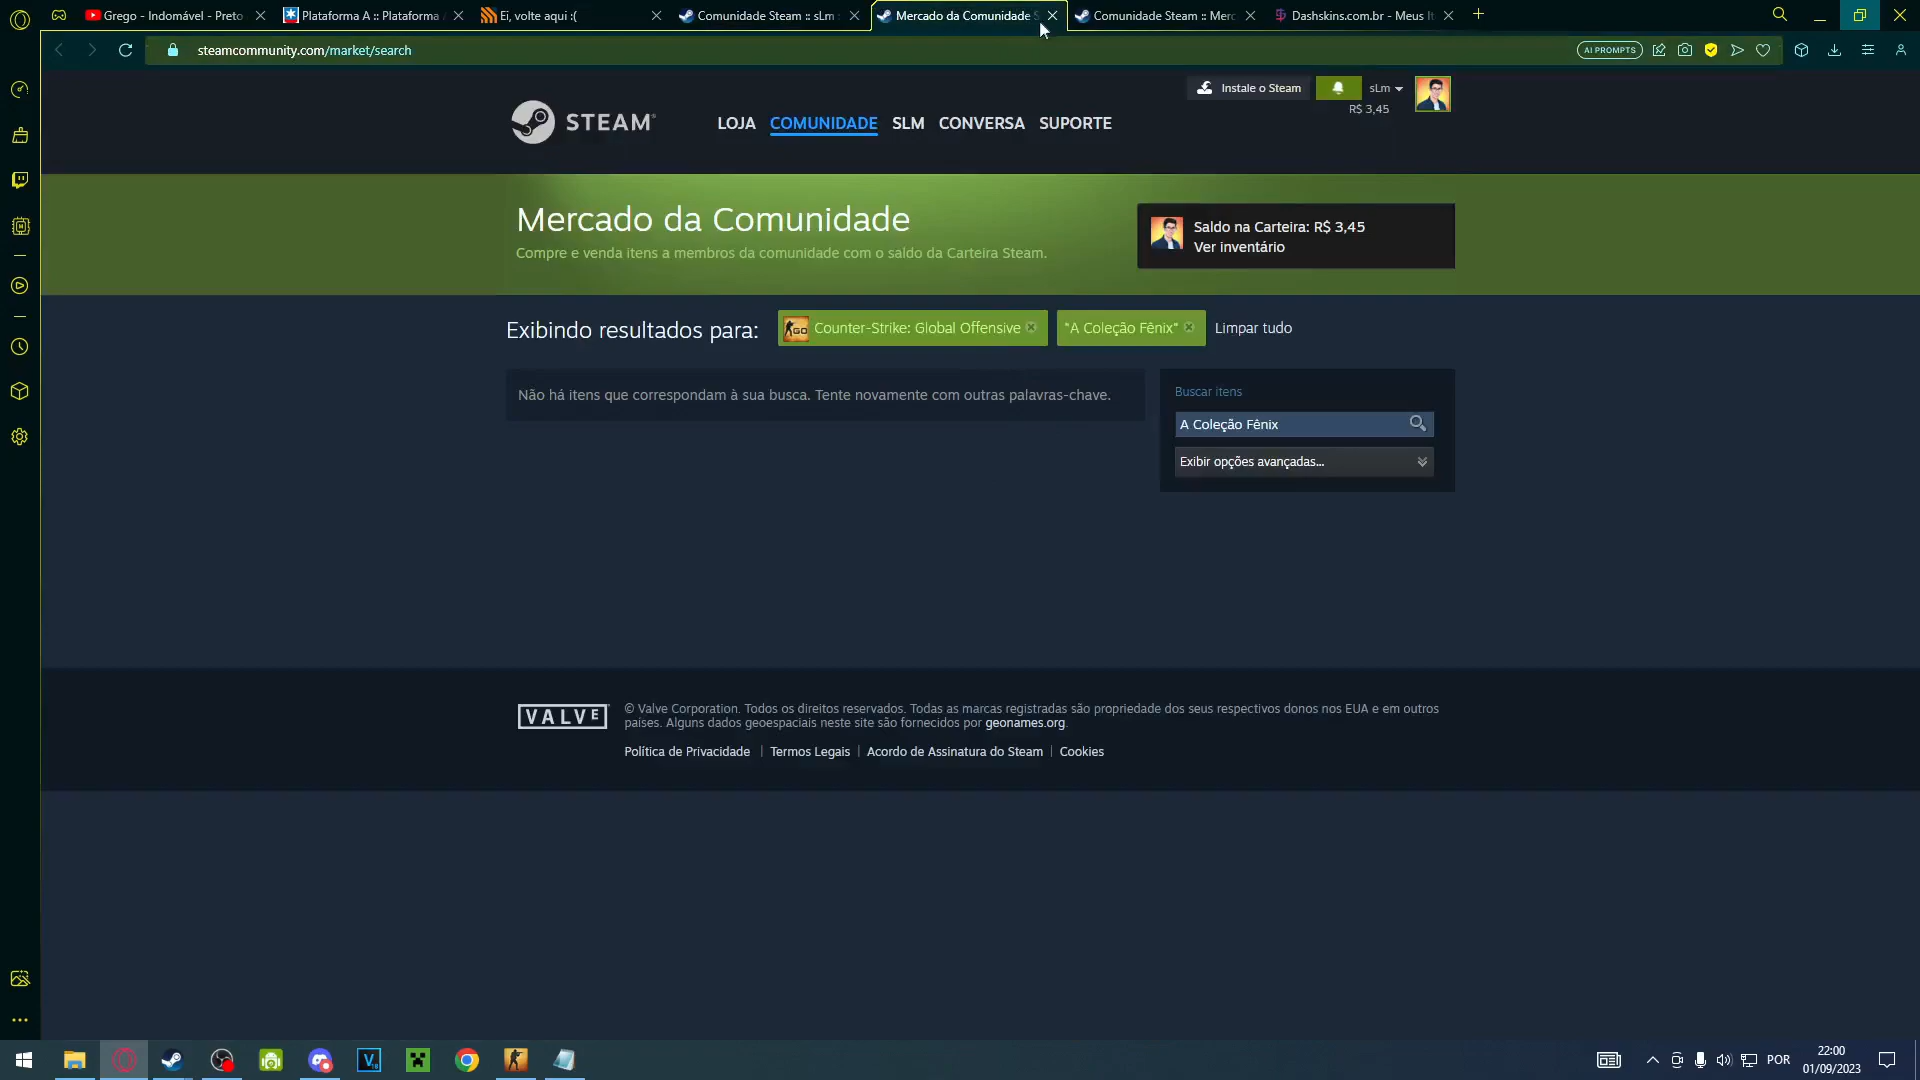 Grego - Indomável - Preto
Plataforma A :: Plataforma
Ei, volte aqui :(
Comunidade Steam :: sLm
Mercado da Comunidade S
Comunidade Steam :: Merc
Dashskins.com.br - Meus It
steamcommunity.com/market/search
AI PROMPTS
Instale o Steam
sLm
R$ 3,45
STEAM
LOJA
COMUNIDADE
SLM
CONVERSA
SUPORTE
Mercado da Comunidade
Compre e venda itens a membros da comunidade com o saldo da Carteira Steam.
Saldo na Carteira: R$ 3,45
Ver inventário
Exibindo resultados para:
GO
Counter-Strike: Global Offensive
"A Coleção Fênix"
Limpar tudo
Não há itens que correspondam à sua busca. Tente novamente com outras palavras-chave.
Buscar itens
A Coleção Fênix
Exibir opções avançadas...
VALVE
© Valve Corporation. Todos os direitos reservados. Todas as marcas registradas são propriedade dos seus respectivos donos nos EUA e em outros
países. Alguns dados geoespaciais neste site são fornecidos por geonames.org.
Política de Privacidade | Termos Legais | Acordo de Assinatura do Steam | Cookies
POR
22:00
01/09/2023